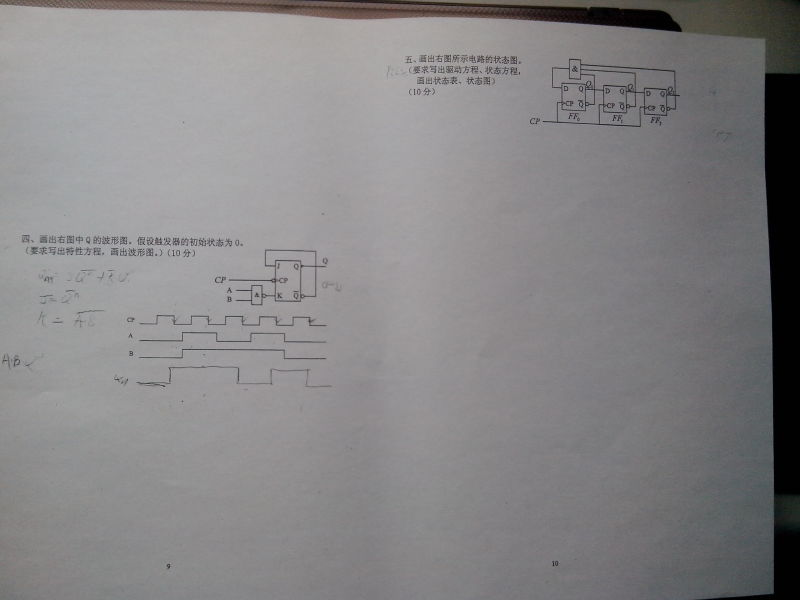 五、画出右图所示电路的状态图。
(要求写出驱动方程、状态方程,
画出状态表、状态图)
(10分)
&
D Q D Q D Q
CP Q̅ CP Q̅ CP Q̅
FF₀ FF₁ FF₂
CP
四、画出右图中Q的波形图。假设触发器的初始状态为0。
(要求写出特性方程,画出波形图。)(10分)
J Q Q
CP CP
A
B & K Q̅
J=Q̅ⁿ
K = A̅B̅
CP
A
B
A·B
9
10